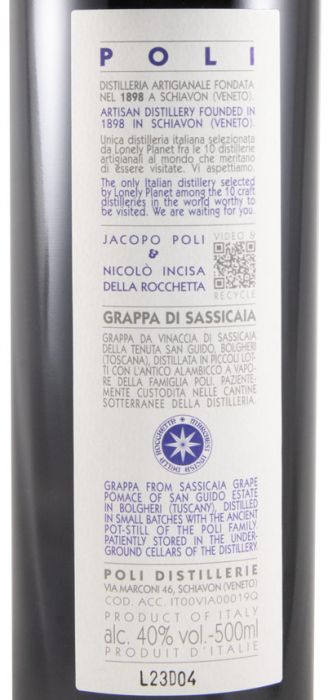 POLI
DISTILLERIA ARTIGIANALE FONDATA
NEL 1898 A SCHIAVON (VENETO).
ARTISAN DISTILLERY FOUNDED IN
1898 IN SCHIAVON (VENETO).
Unica distilleria italiana selezionata
da Lonely Planet fra le 10 distillerie
artigianali al mondo che meritano
di essere visitate. Vi aspettiamo.
The only Italian distillery selected
by Lonely Planet among the 10 craft
distilleries in the world worthy to
be visited. We are waiting for you.
JACOPO POLI
&
NICOLÒ INCISA
DELLA ROCCHETTA
VIDEO &
RECYCLE
GRAPPA DI SASSICAIA
GRAPPA DA VINACCIA DI SASSICAIA
DELLA TENUTA SAN GUIDO, BOLGHERI
(TOSCANA), DISTILLATA IN PICCOLI LOT-
TI CON L'ANTICO ALAMBICCO A VAPO-
RE DELLA FAMIGLIA POLI. PAZIENTE-
MENTE CUSTODITA NELLE CANTINE
SOTTERRANEE DELLA DISTILLERIA.
MARCHESI INCISA DELLA ROCCHETTA
GRAPPA FROM SASSICAIA GRAPE
POMACE OF SAN GUIDO ESTATE
IN BOLGHERI (TUSCANY), DISTILLED
IN SMALL BATCHES WITH THE ANCIENT
POT-STILL OF THE POLI FAMILY.
PATIENTLY STORED IN THE UNDER-
GROUND CELLARS OF THE DISTILLERY.
POLI DISTILLERIE
VIA MARCONI 46, SCHIAVON (VENETO)
COD. ACC. IT00VIA00019Q
PRODUCT OF ITALY
alc. 40% vol.-500ml
PRODUIT D'ITALIE
L23D04